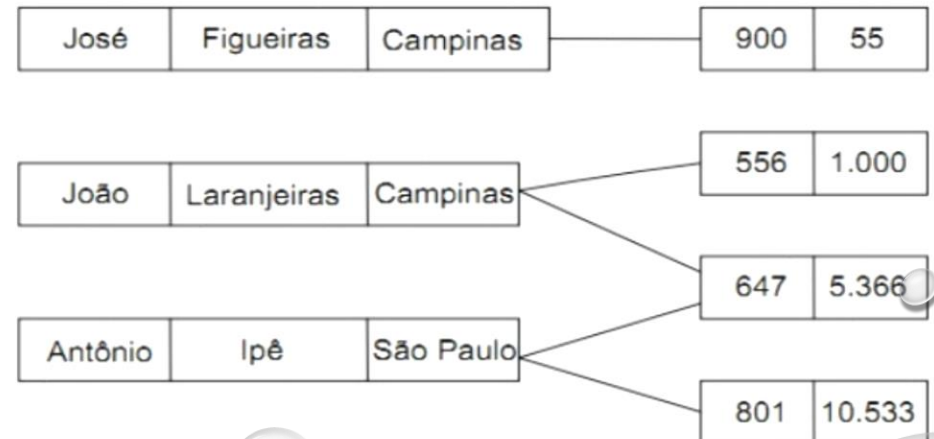 José Figueiras Campinas 900 55
556 1.000
João Laranjeiras Campinas
647 5.366
Antônio Ipê São Paulo
801 10.533